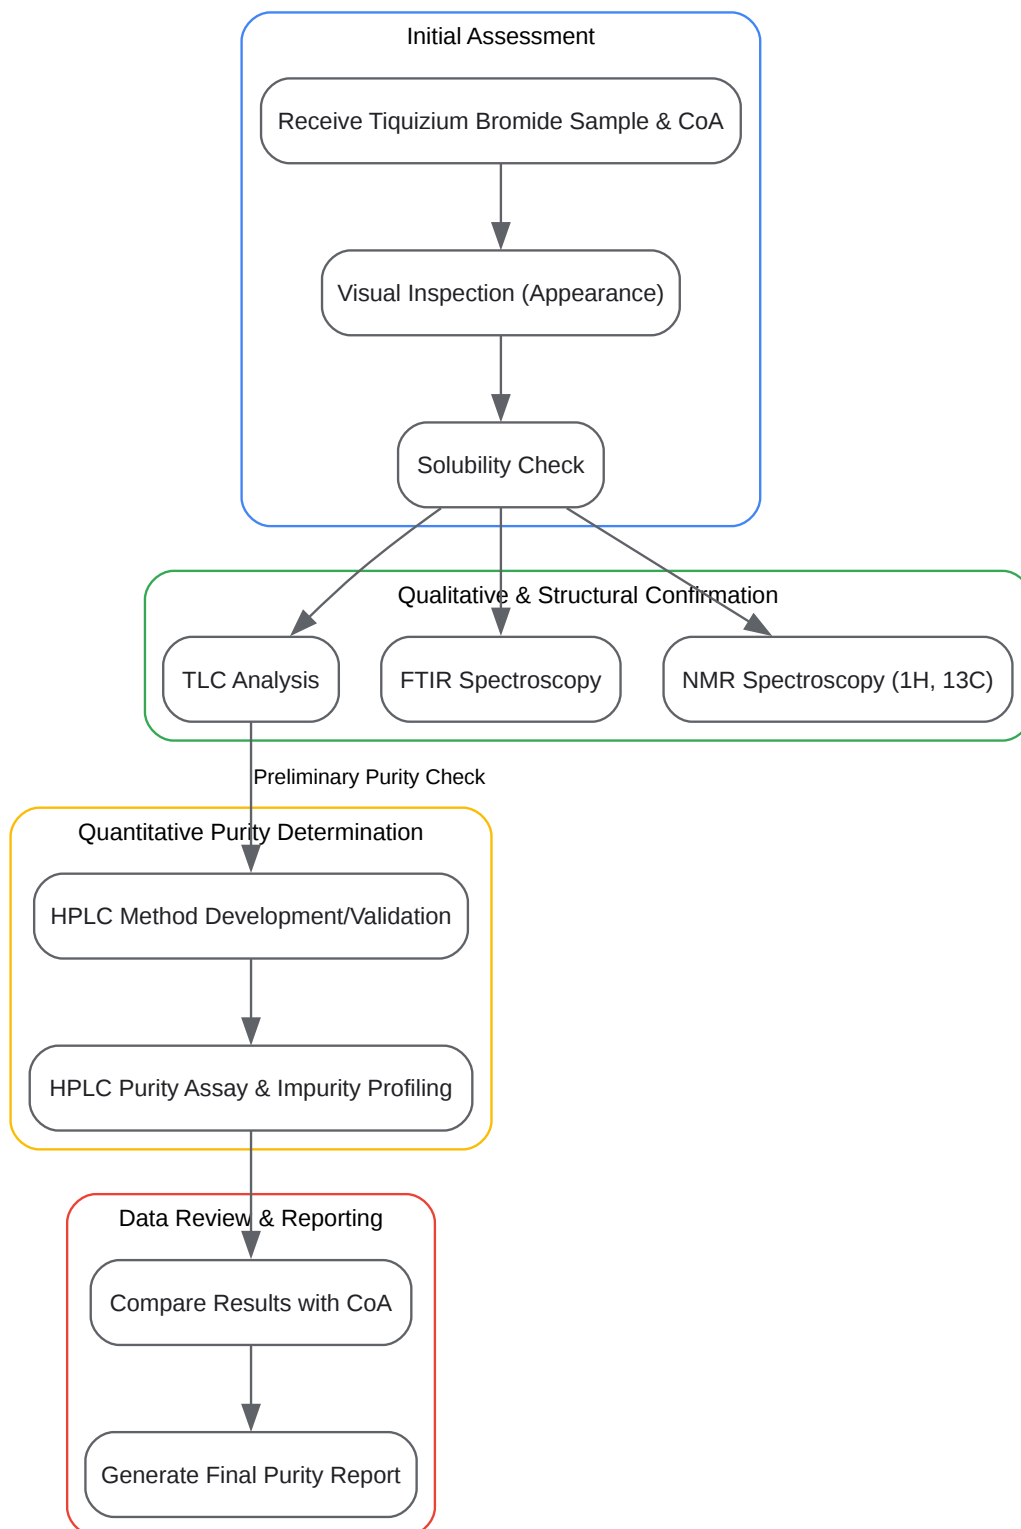 Initial Assessment
Receive Tiquizium Bromide Sample & CoA
Visual Inspection (Appearance)
Solubility Check
Qualitative & Structural Confirmation
TLC Analysis
FTIR Spectroscopy
NMR Spectroscopy (1H, 13C)
Preliminary Purity Check
Quantitative Purity Determination
HPLC Method Development/Validation
HPLC Purity Assay & Impurity Profiling
Data Review & Reporting
Compare Results with CoA
Generate Final Purity Report